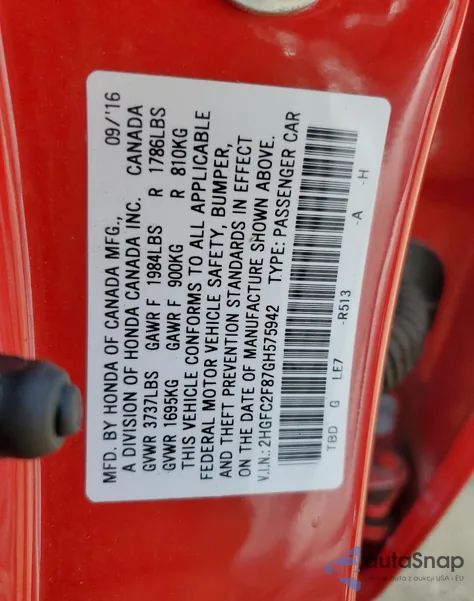 MFD. BY HONDA OF CANADA MFG., 09/'16
A DIVISION OF HONDA CANADA INC. CANADA
GVWR 3737LBS GAWR F 1984LBS R 1786LBS
GVWR 1695KG GAWR F 900KG R 810KG
THIS VEHICLE CONFORMS TO ALL APPLICABLE
FEDERAL MOTOR VEHICLE SAFETY, BUMPER,
AND THEFT PREVENTION STANDARDS IN EFFECT
ON THE DATE OF MANUFACTURE SHOWN ABOVE.
V.I.N.: 2HGFC2F87GH575942 TYPE: PASSENGER CAR
TBD G LE7 -R513 -A -H
autaSnap